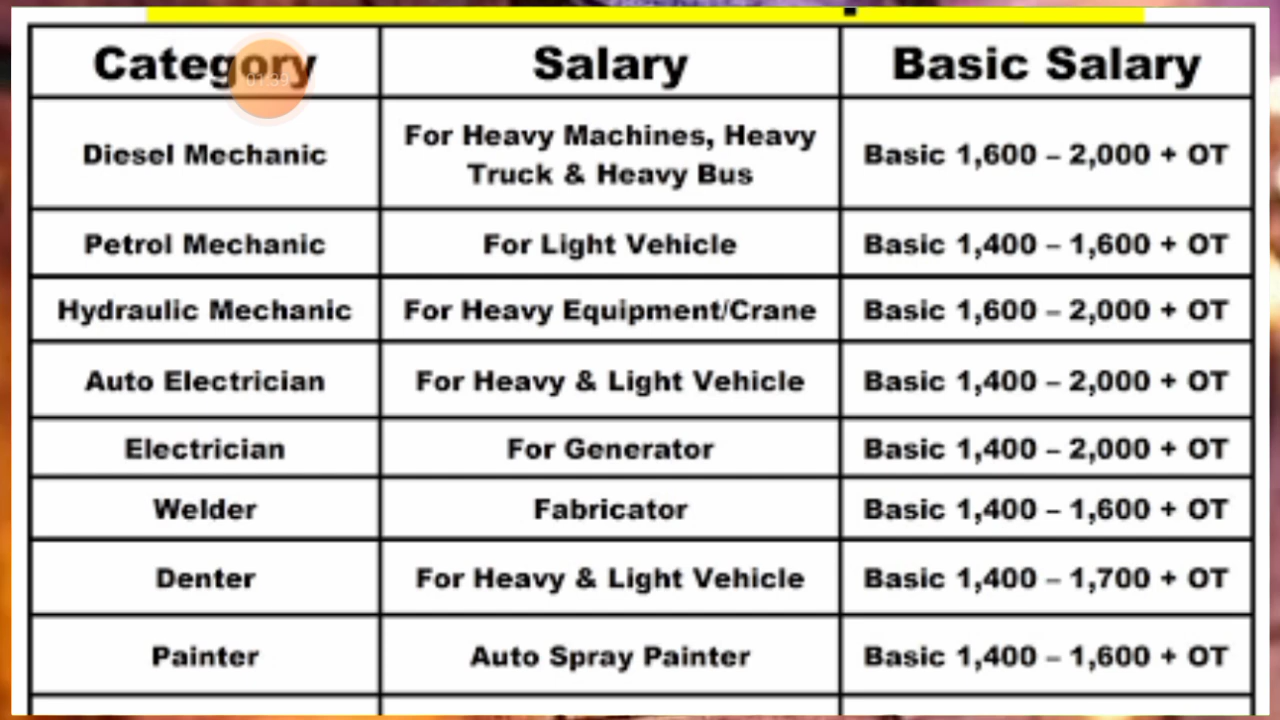 Category Salary Basic Salary
01:39
Diesel Mechanic For Heavy Machines, Heavy Truck & Heavy Bus Basic 1,600 – 2,000 + OT
Petrol Mechanic For Light Vehicle Basic 1,400 – 1,600 + OT
Hydraulic Mechanic For Heavy Equipment/Crane Basic 1,600 – 2,000 + OT
Auto Electrician For Heavy & Light Vehicle Basic 1,400 – 2,000 + OT
Electrician For Generator Basic 1,400 – 2,000 + OT
Welder Fabricator Basic 1,400 – 1,600 + OT
Denter For Heavy & Light Vehicle Basic 1,400 – 1,700 + OT
Painter Auto Spray Painter Basic 1,400 – 1,600 + OT